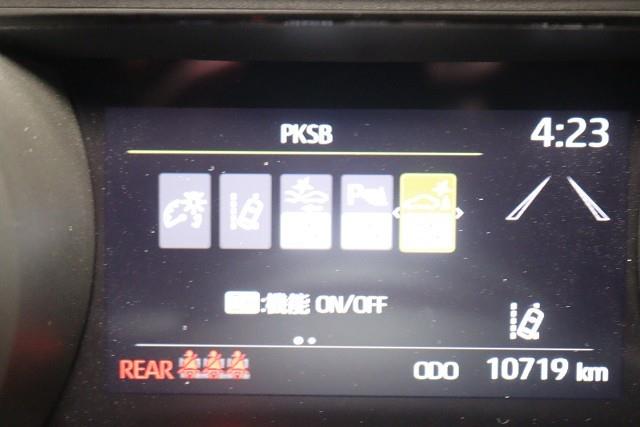 PKSB
4:23
:機能 ON/OFF
REAR
ODO 10719 km